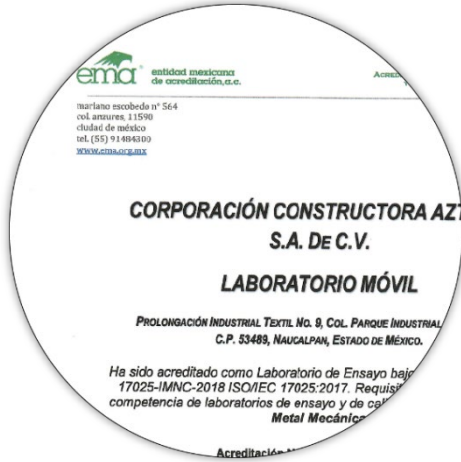 ema
entidad mexicana
de acreditación, a.c.
mariano escobedo n° 564
col. anzures, 11590
ciudad de méxico
tel. (55) 91484300
www.ema.org.mx
CORPORACIÓN CONSTRUCTORA AZT
S.A. DE C.V.
LABORATORIO MÓVIL
PROLONGACIÓN INDUSTRIAL TEXTIL NO. 9, COL. PARQUE INDUSTRIAL
C.P. 53489, NAUCALPAN, ESTADO DE MÉXICO.
Ha sido acreditado como Laboratorio de Ensayo bajo
17025-IMNC-2018 ISO/IEC 17025:2017. Requisit
competencia de laboratorios de ensayo y de cal
Metal Mecánica
Acreditación